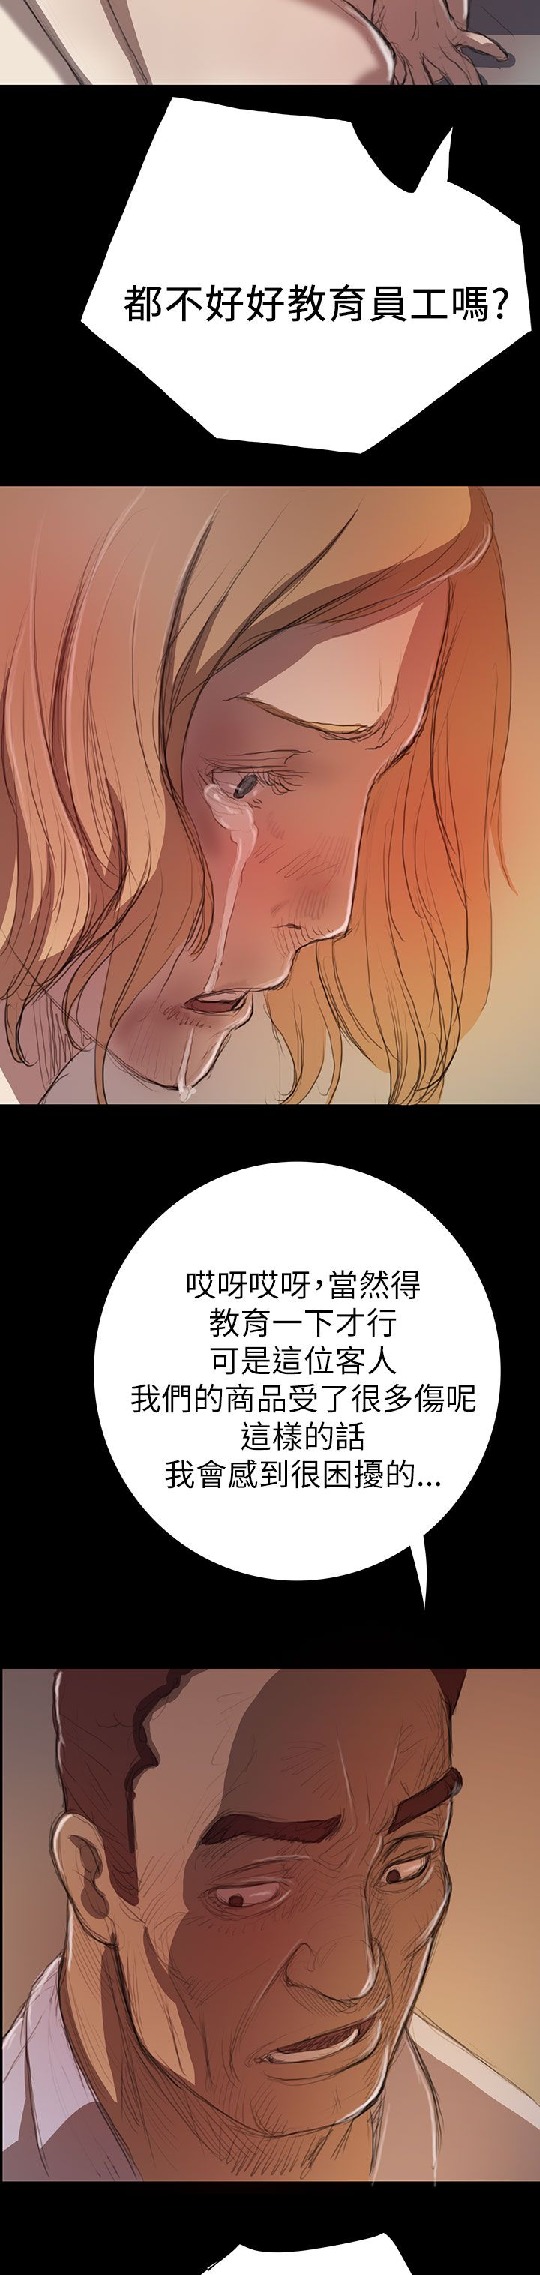 都不好好教育員工嗎?
哎呀哎呀,當然得
教育一下才行
可是這位客人
我們的商品受了很多傷呢
這樣的話
我會感到很困擾的...